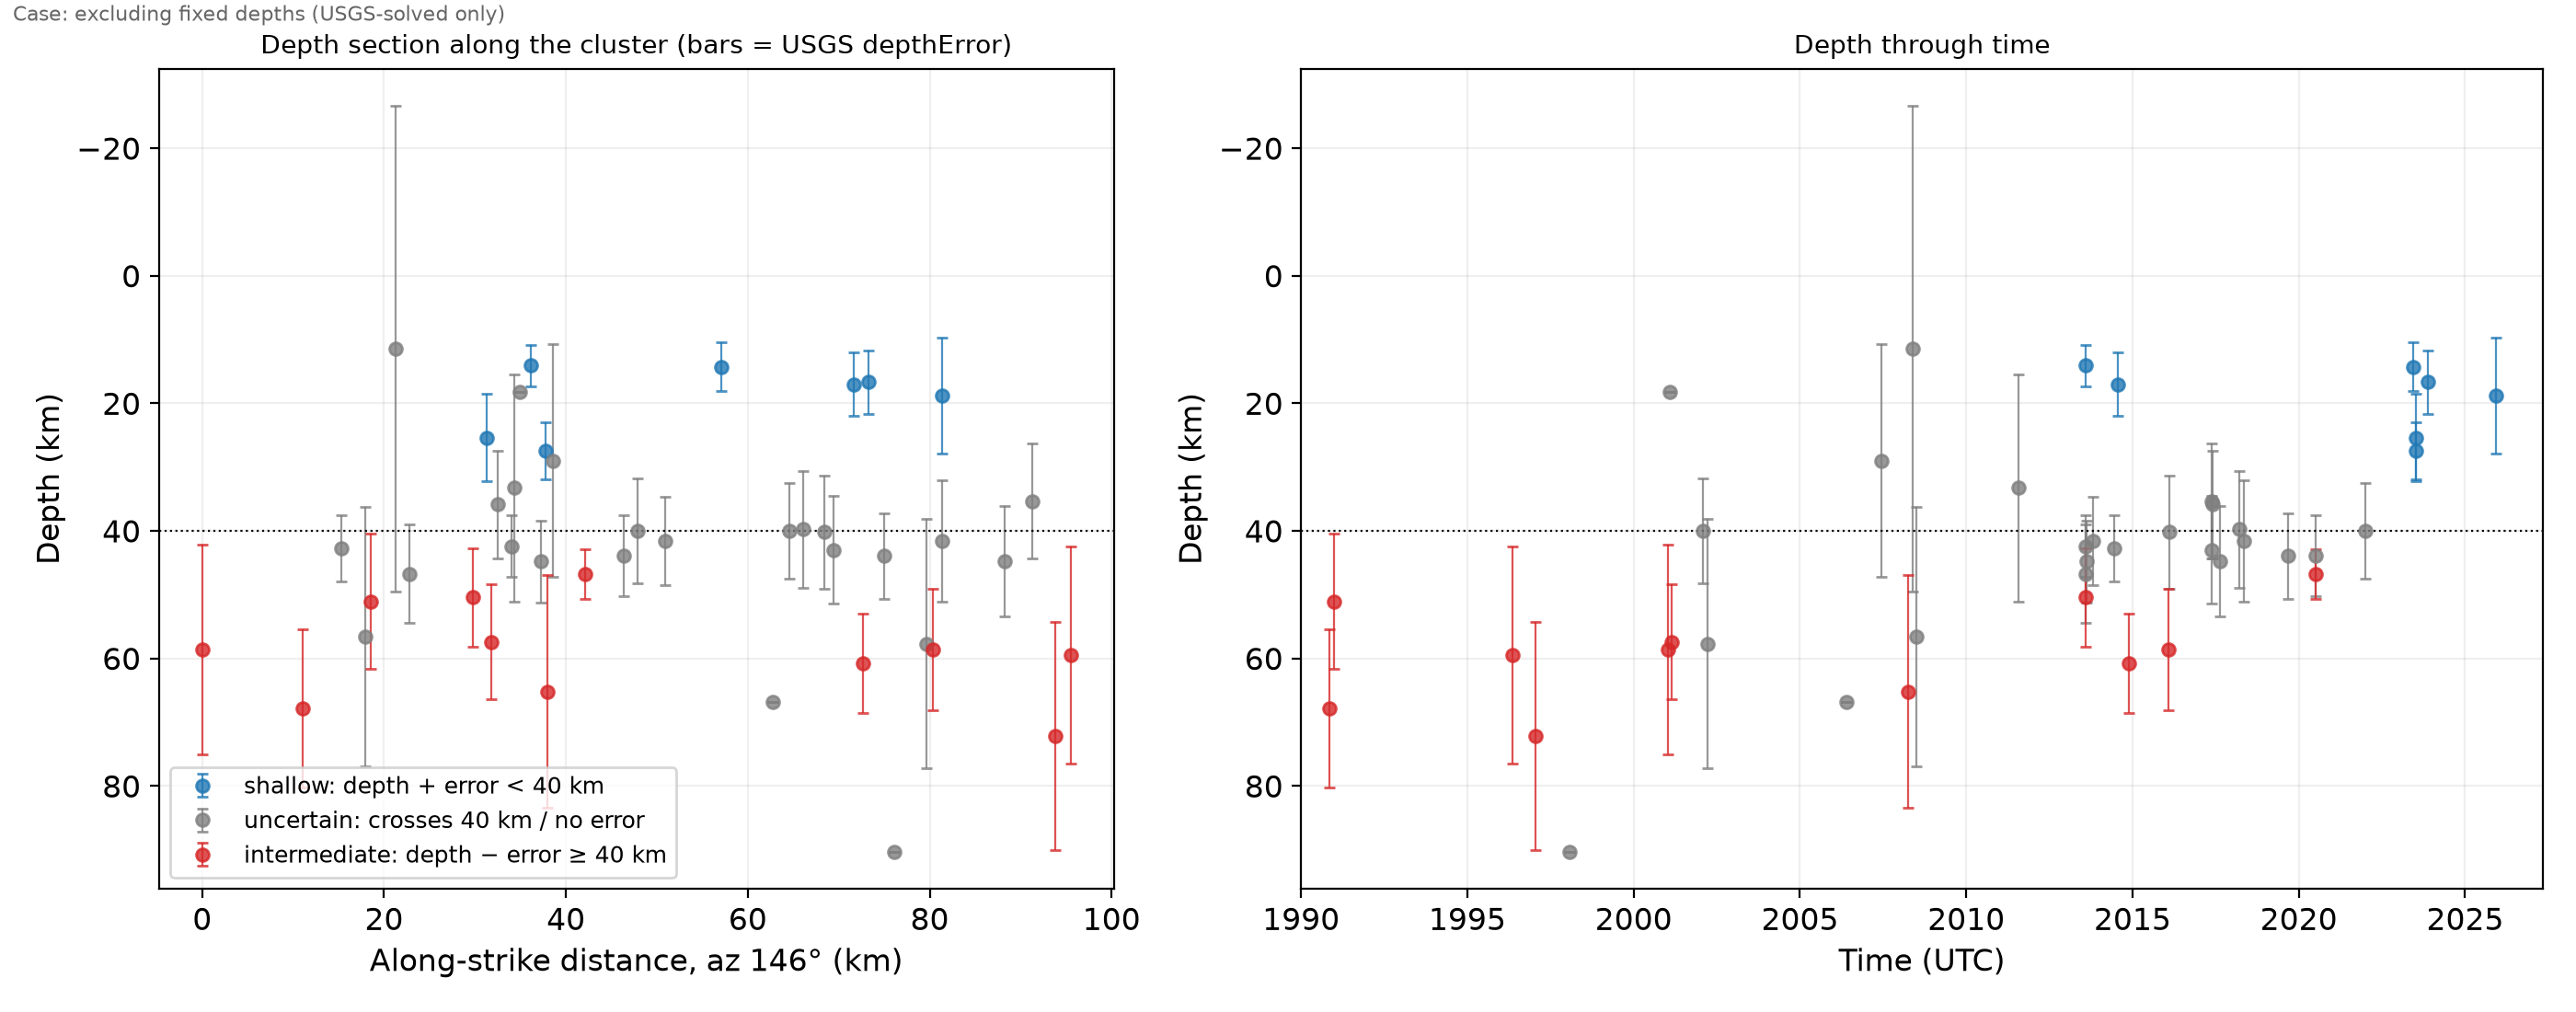 Case: excluding fixed depths (USGS-solved only)
Depth section along the cluster (bars = USGS depthError)
Depth (km)
−20
0
20
40
60
80
shallow: depth + error < 40 km
uncertain: crosses 40 km / no error
intermediate: depth − error ≥ 40 km
0 20 40 60 80 100
Along-strike distance, az 146° (km)
Depth through time
Depth (km)
−20
0
20
40
60
80
1990 1995 2000 2005 2010 2015 2020 2025
Time (UTC)